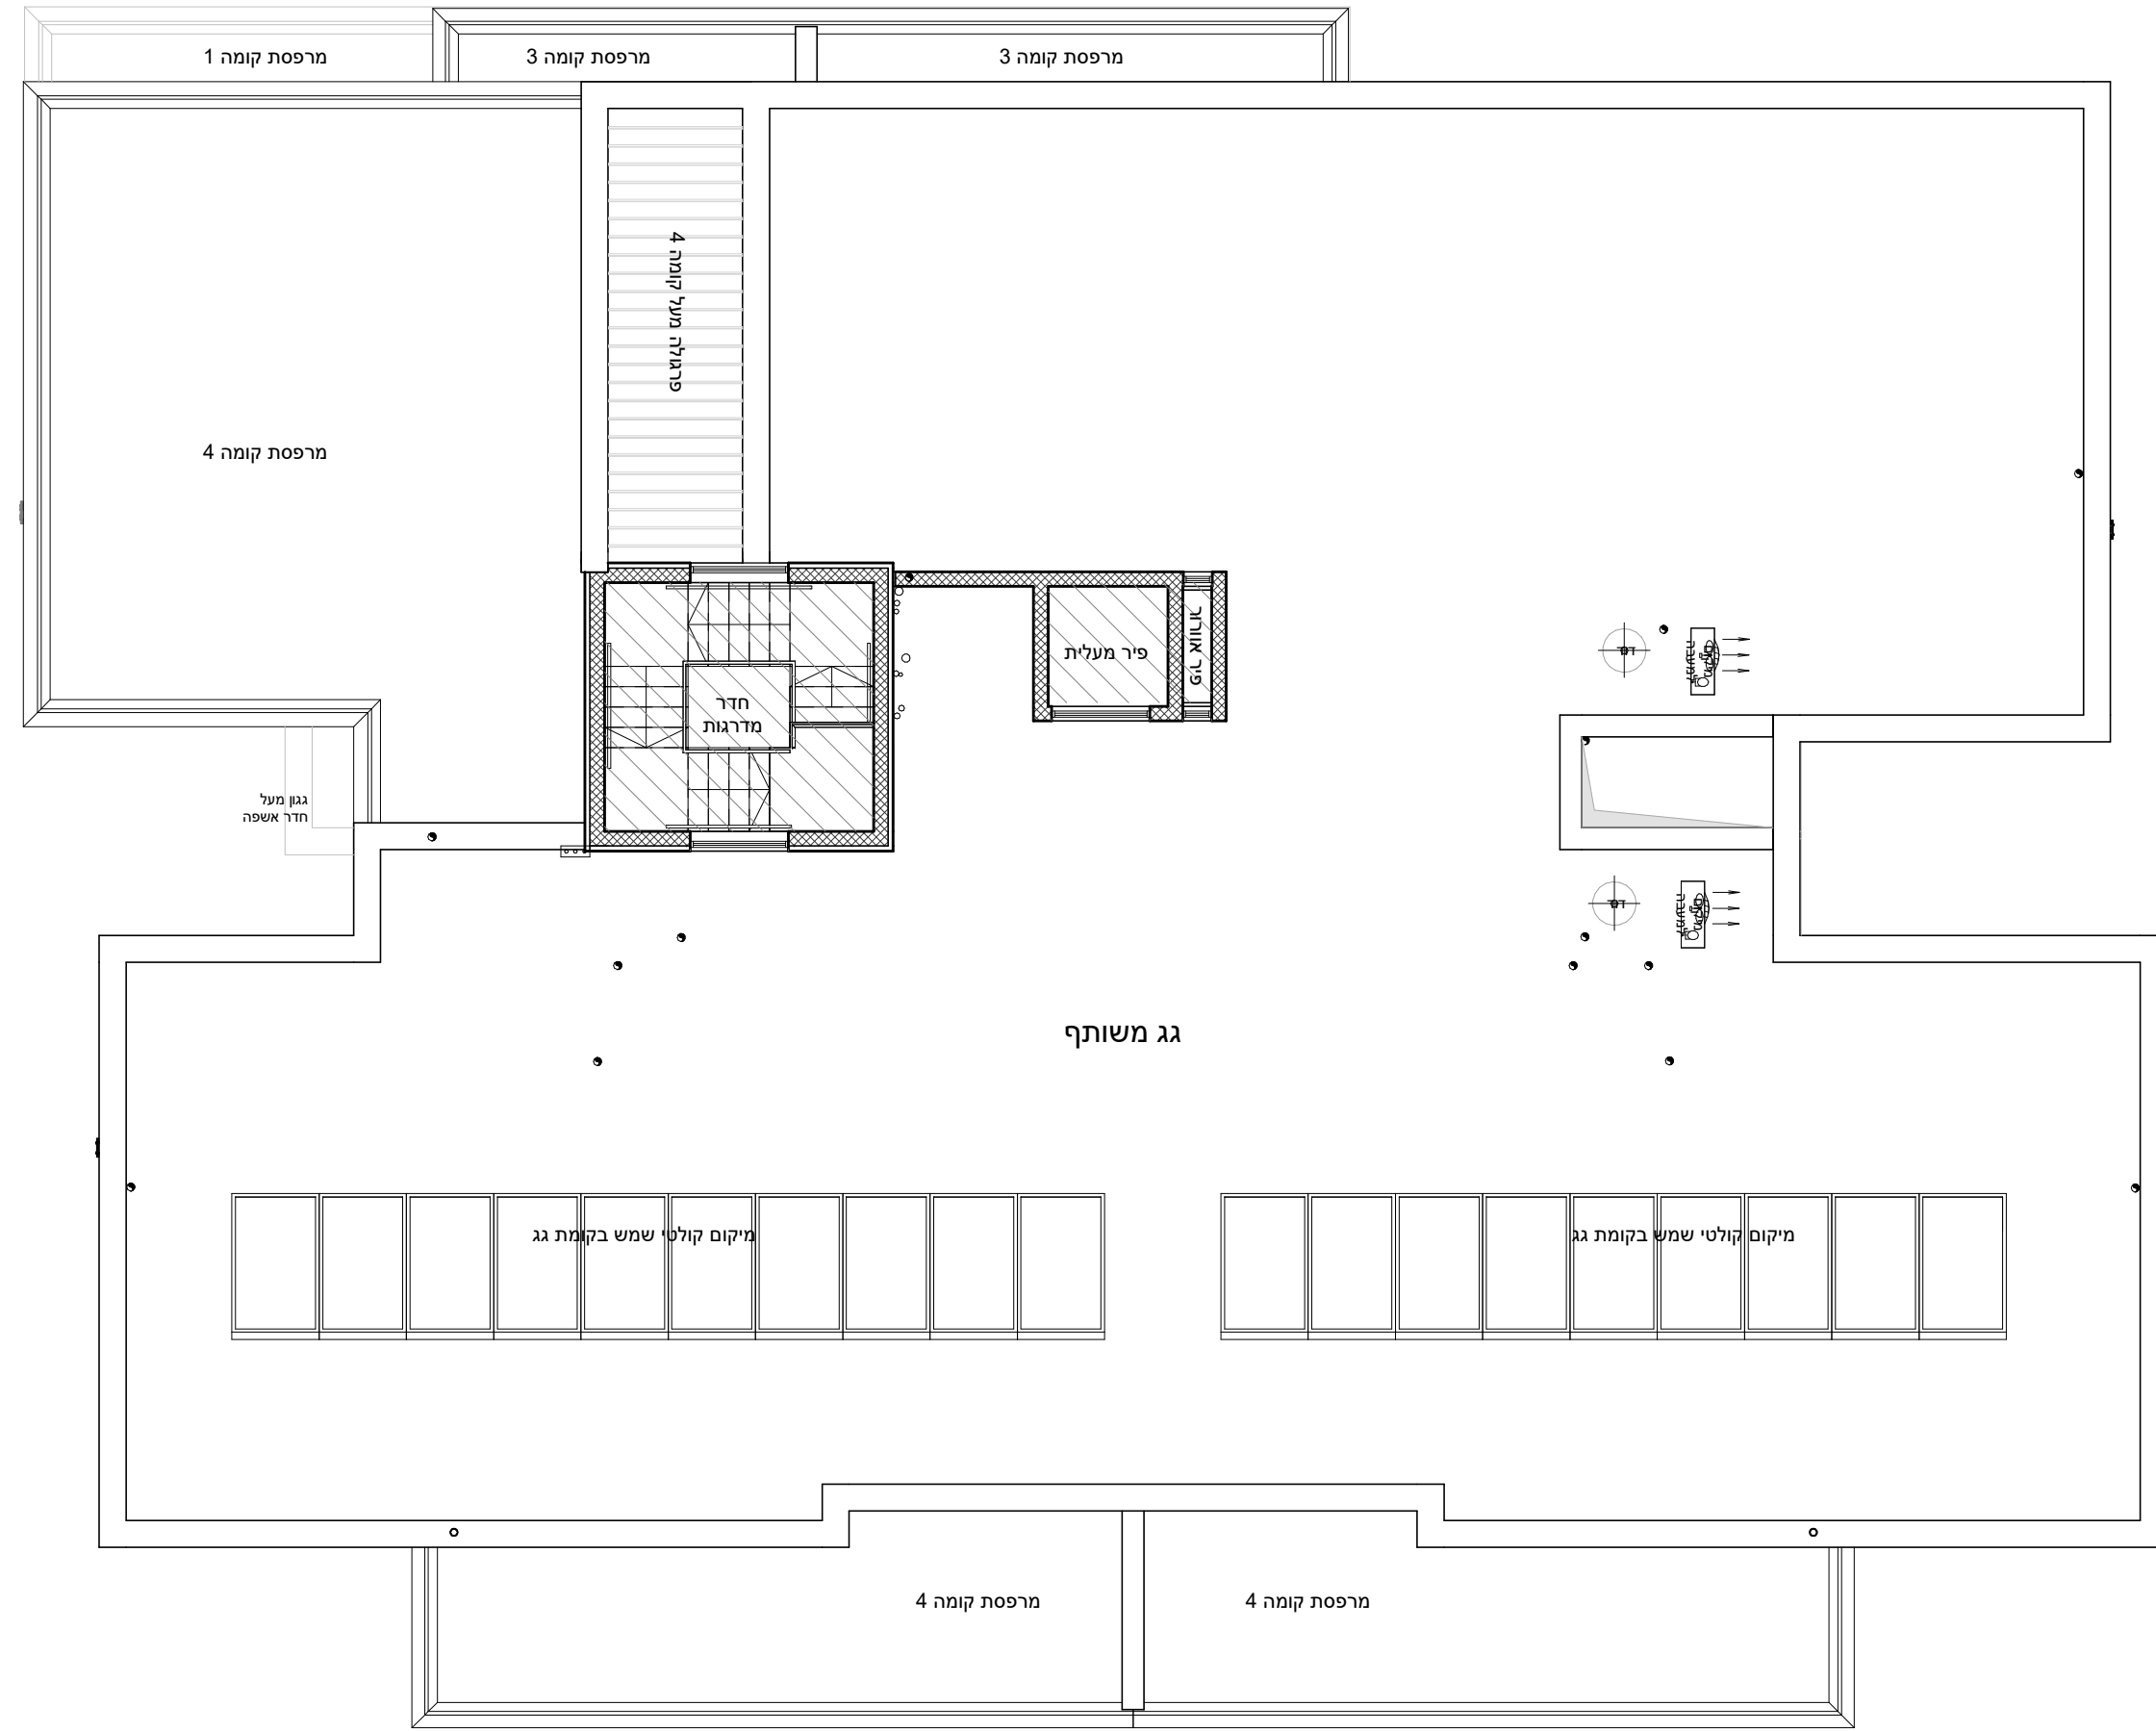 מרפסת קומה 1
מרפסת קומה 3
מרפסת קומה 3
פרגולה מעל קומה 4
מרפסת קומה 4
פיר מעלית
פיר אוורור
חדר
מדרגות
גגון מעל
חדר אשפה
גג משותף
מיקום קולטי שמש בקומת גג
מיקום קולטי שמש בקומת גג
מרפסת קומה 4
מרפסת קומה 4